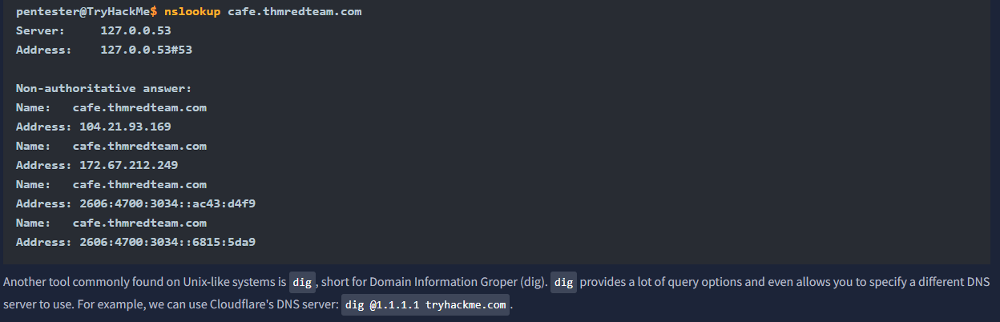 pentester@TryHackMe$ nslookup cafe.thmredteam.com
Server:     127.0.0.53
Address:    127.0.0.53#53
Non-authoritative answer:
Name:   cafe.thmredteam.com
Address: 104.21.93.169
Name:   cafe.thmredteam.com
Address: 172.67.212.249
Name:   cafe.thmredteam.com
Address: 2606:4700:3034::ac43:d4f9
Name:   cafe.thmredteam.com
Address: 2606:4700:3034::6815:5da9
Another tool commonly found on Unix-like systems is dig, short for Domain Information Groper (dig). dig provides a lot of query options and even allows you to specify a different DNS
server to use. For example, we can use Cloudflare's DNS server: dig @1.1.1.1 tryhackme.com.